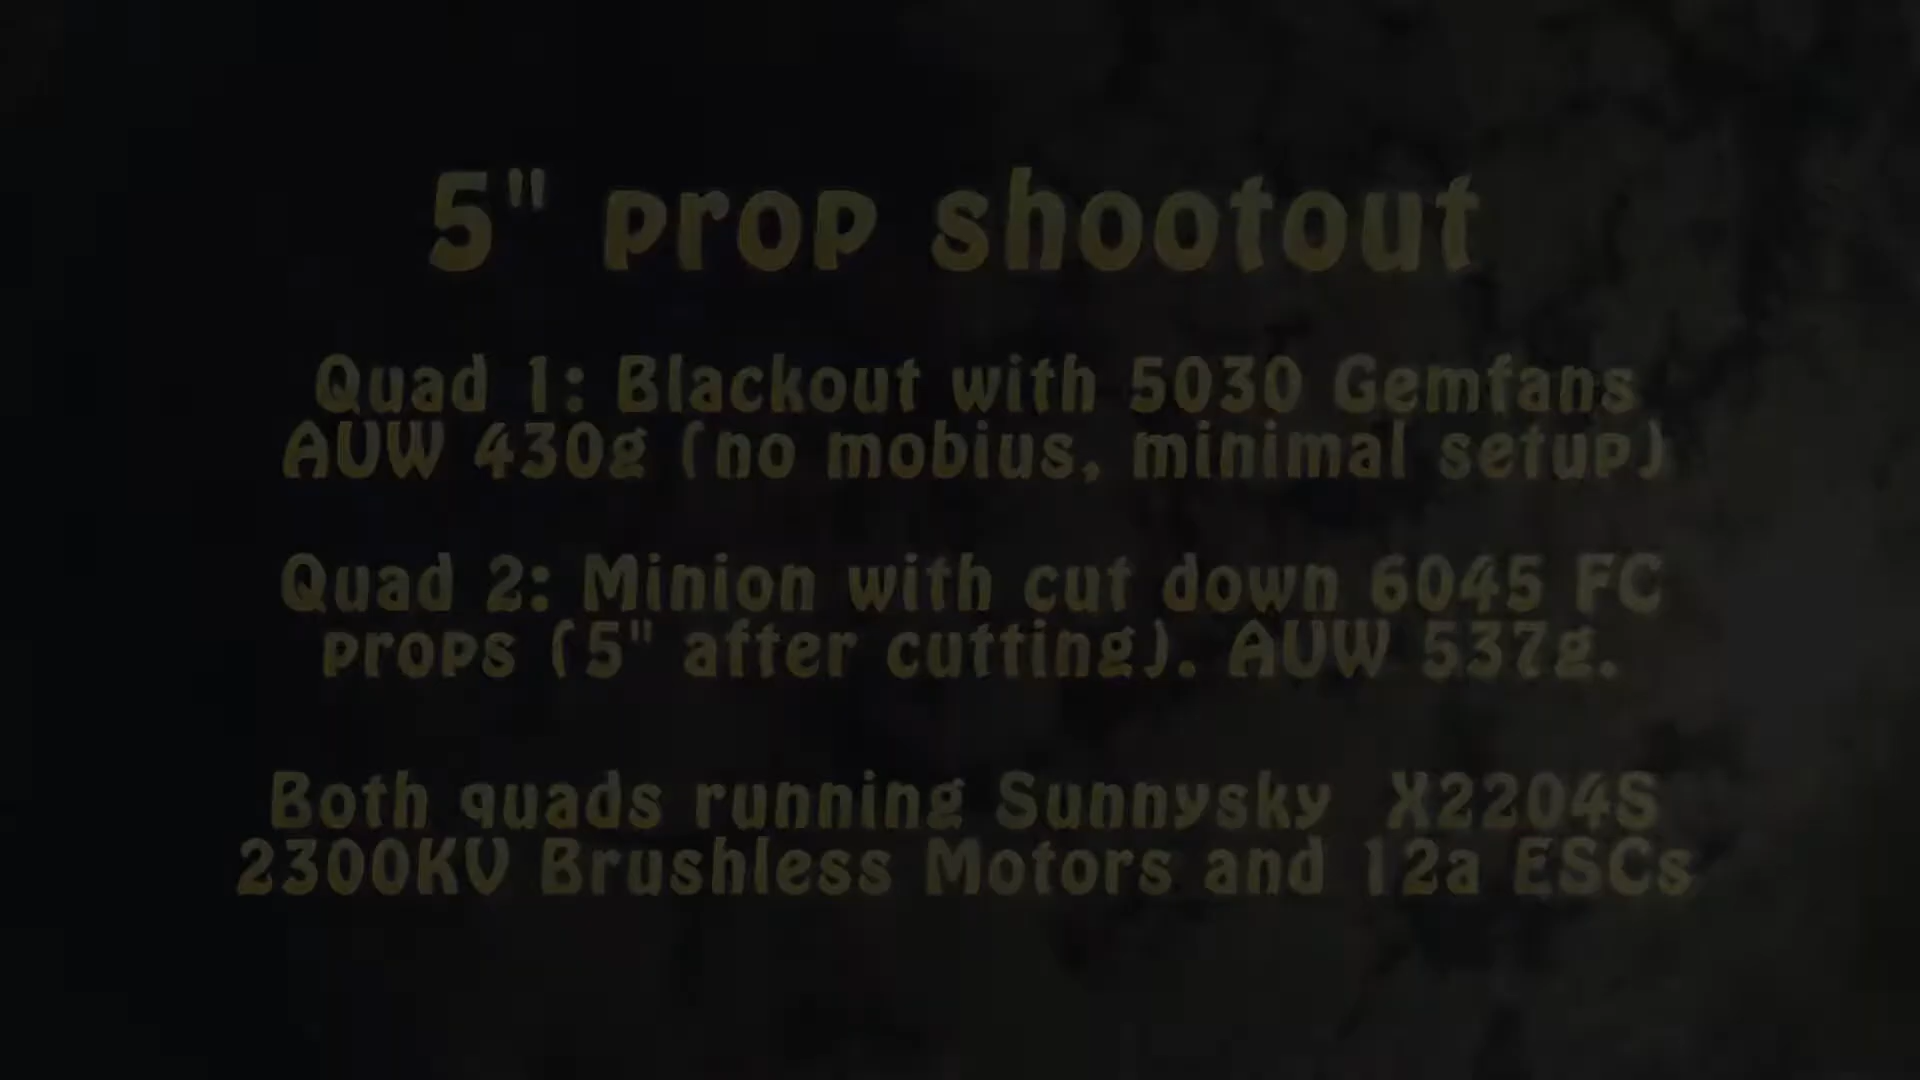 5" prop shootout
Quad 1: Blackout with 5030 Gemfans
AUW 430g (no mobius, minimal setup)
Quad 2: Minion with cut down 6045 FC
props (5" after cutting). AUW 537g.
Both quads running Sunnysky X2204S
2300KV Brushless Motors and 12a ESCs